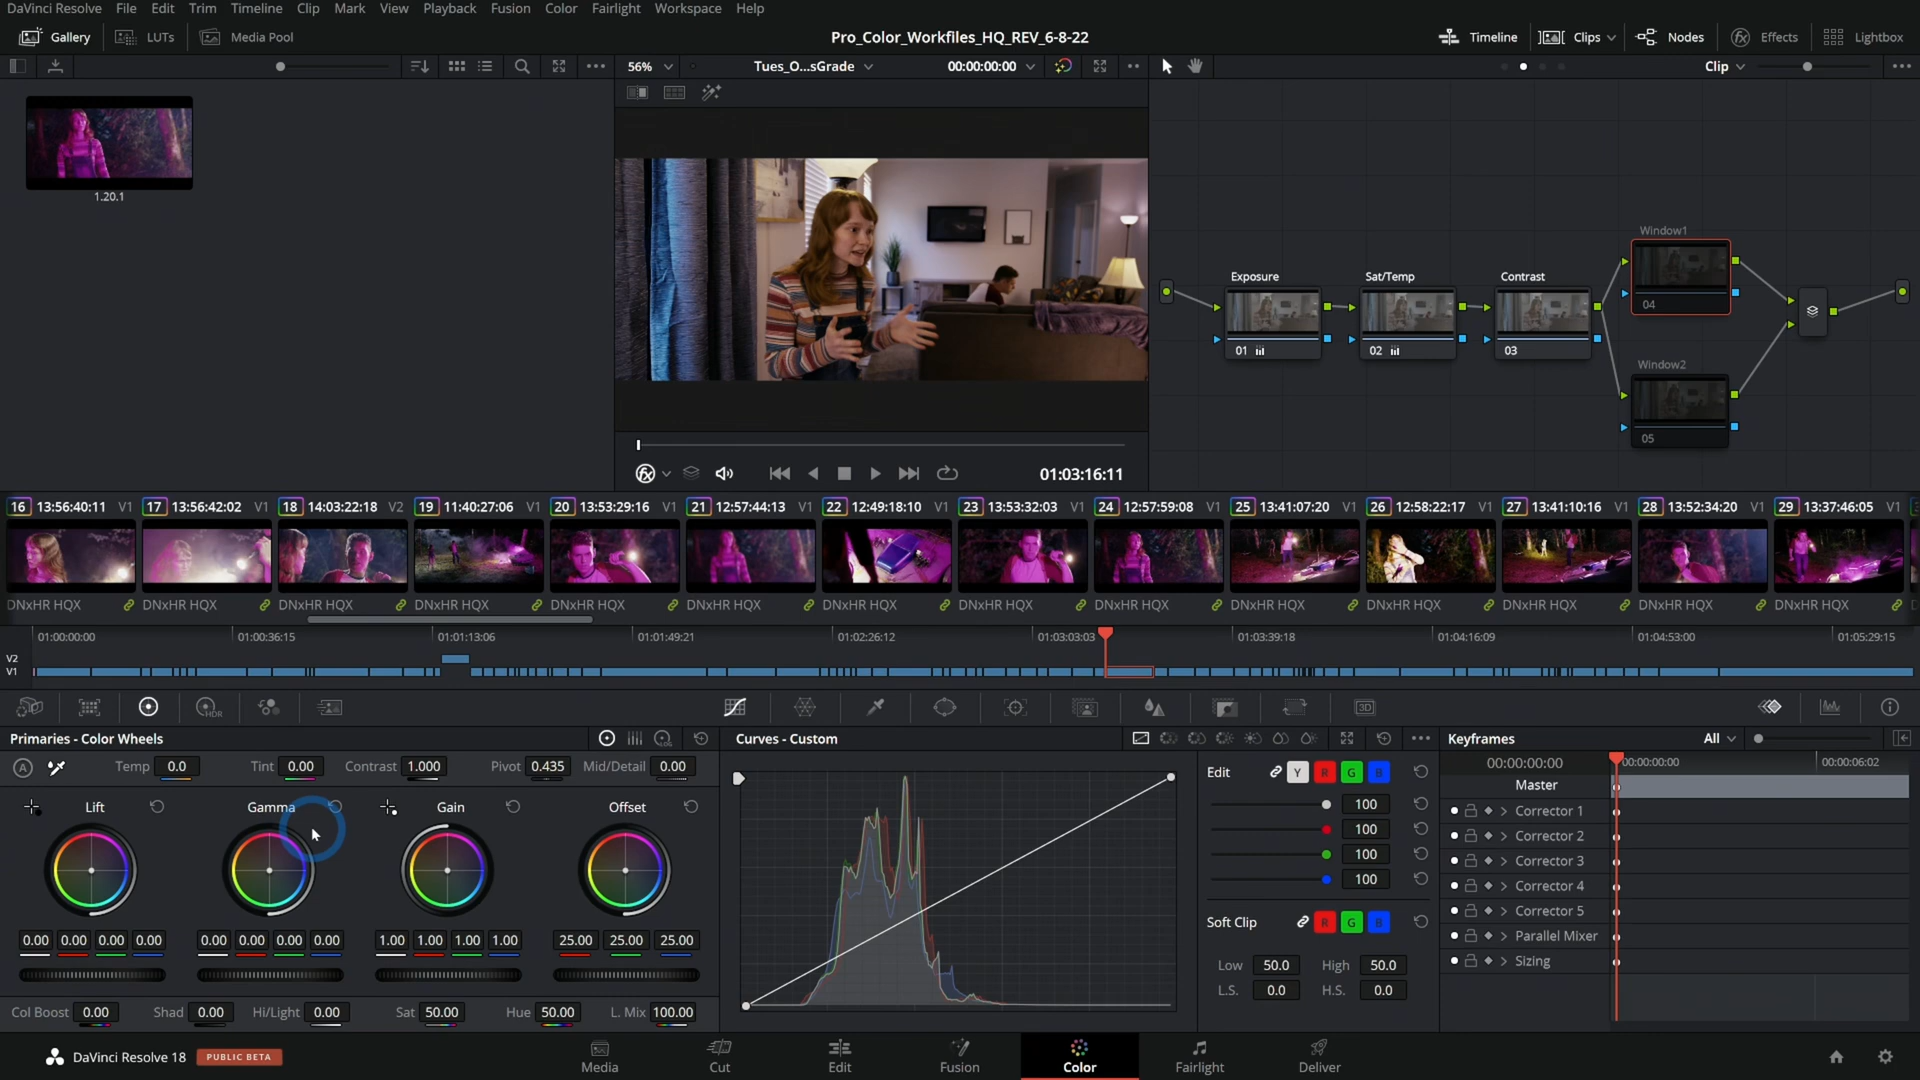 DaVinci Resolve File Edit Trim Timeline Clip Mark View Playback Fusion Color Fairlight Workspace Help
Gallery LUTs Media Pool Pro_Color_Workfiles_HQ_REV_6-8-22 Timeline Clips Nodes Effects Lightbox
56% Tues_O...sGrade 00:00:00:00 Clip
1.20.1
Window1
04
Exposure Sat/Temp Contrast
01 02 03
Window2
05
01:03:16:11
16 13:56:40:11 V1 17 13:56:42:02 V1 18 14:03:22:18 V2 19 11:40:27:06 V1 20 13:53:29:16 V1 21 12:57:44:13 V1 22 12:49:18:10 V1 23 13:53:32:03 V1 24 12:57:59:08 V1 25 13:41:07:20 V1 26 12:58:22:17 V1 27 13:41:10:16 V1 28 13:52:34:20 V1 29 13:37:46:05 V1
DNxHR HQX DNxHR HQX DNxHR HQX DNxHR HQX DNxHR HQX DNxHR HQX DNxHR HQX DNxHR HQX DNxHR HQX DNxHR HQX DNxHR HQX DNxHR HQX DNxHR HQX DNxHR HQX
01:00:00:00 01:00:36:15 01:01:13:06 01:01:49:21 01:02:26:12 01:03:03:03 01:03:39:18 01:04:16:09 01:04:53:00 01:05:29:15
V2
V1
HDR 3D
Primaries - Color Wheels
LOG
A Temp 0.0 Tint 0.00 Contrast 1.000 Pivot 0.435 Mid/Detail 0.00
Lift Gamma Gain Offset
0.00 0.00 0.00 0.00 0.00 0.00 0.00 0.00 1.00 1.00 1.00 1.00 25.00 25.00 25.00
Col Boost 0.00 Shad 0.00 Hi/Light 0.00 Sat 50.00 Hue 50.00 L. Mix 100.00
Curves - Custom
Edit Y R G B
100
100
100
100
Soft Clip R G B
Low 50.0 High 50.0
L.S. 0.0 H.S. 0.0
Keyframes All
00:00:00:00 00:00:00:00 00:00:06:02
Master
Corrector 1
Corrector 2
Corrector 3
Corrector 4
Corrector 5
Parallel Mixer
Sizing
DaVinci Resolve 18 PUBLIC BETA
Media Cut Edit Fusion Color Fairlight Deliver